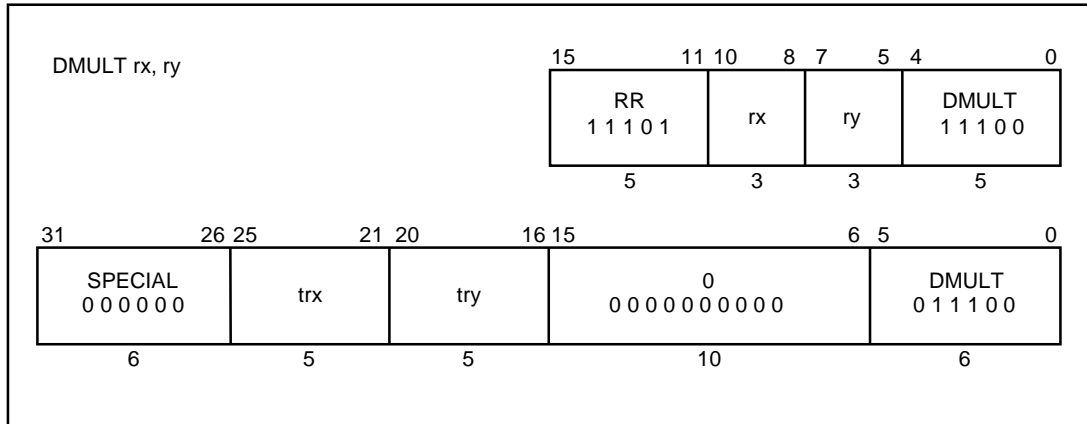 DMULT rx, ry
15 11 10 8 7 5 4 0
RR rx ry DMULT
1 1 1 0 1 1 1 1 0 0
5 3 3 5
31 26 25 21 20 16 15 6 5 0
SPECIAL trx try 0 DMULT
0 0 0 0 0 0 0 0 0 0 0 0 0 0 0 0 0 1 1 1 0 0
6 5 5 10 6